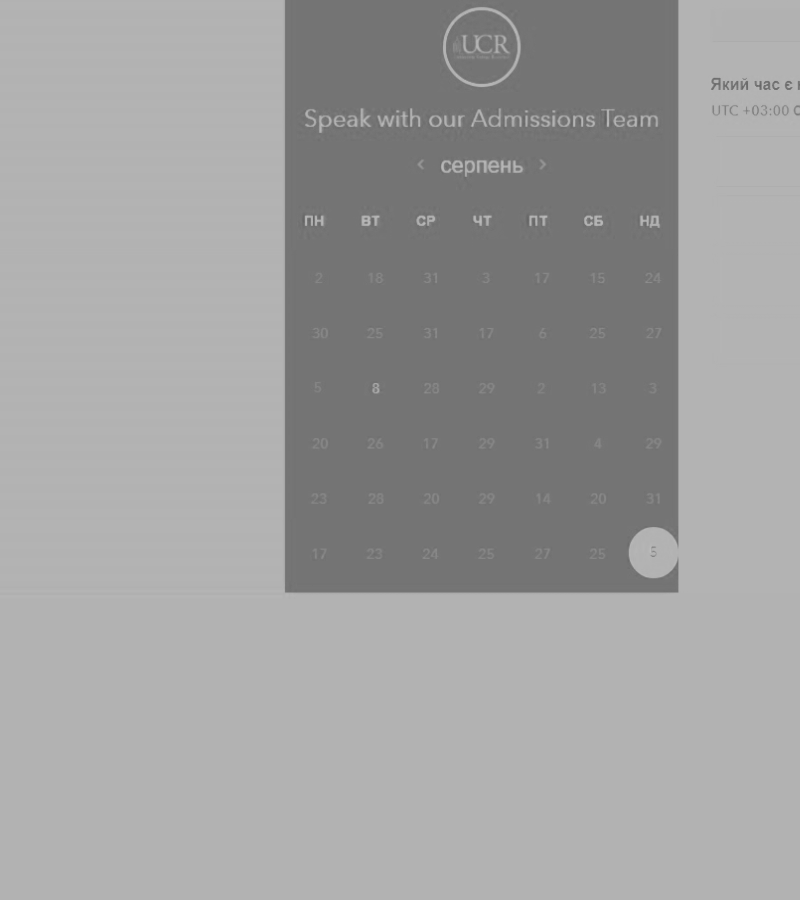 UCR
Speak with our Admissions Team
< серпень >
ПН ВТ СР ЧТ ПТ СБ НД
2 18 31 3 17 15 24
30 25 31 17 6 25 27
5 8 28 29 2 13 3
20 26 17 29 31 4 29
23 28 20 29 14 20 31
17 23 24 25 27 25 5
Який час є
UTC +03:00